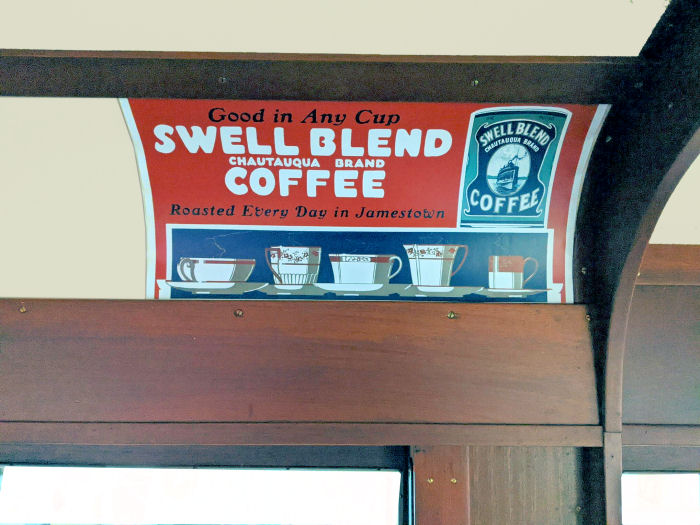 Good in Any Cup
SWELL BLEND
CHAUTAUQUA BRAND
COFFEE
Roasted Every Day in Jamestown
SWELL BLEND
CHAUTAUQUA BRAND
COFFEE